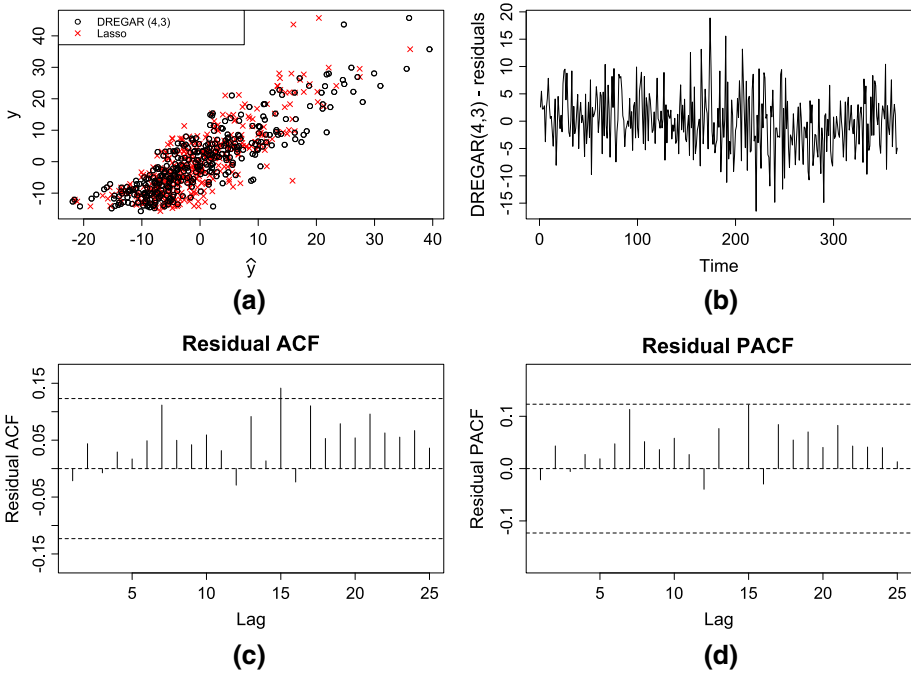 DREGAR (4,3)
Lasso
y
-10 0 10 20 30 40
-20 -10 0 10 20 30 40
ŷ
(a)
DREGAR(4,3) - residuals
-15 -10 -5 0 5 10 15 20
0 100 200 300
Time
(b)
Residual ACF
Residual ACF
-0.15 -0.05 0.05 0.15
5 10 15 20 25
Lag
(c)
Residual PACF
Residual PACF
-0.1 0.0 0.1
5 10 15 20 25
Lag
(d)